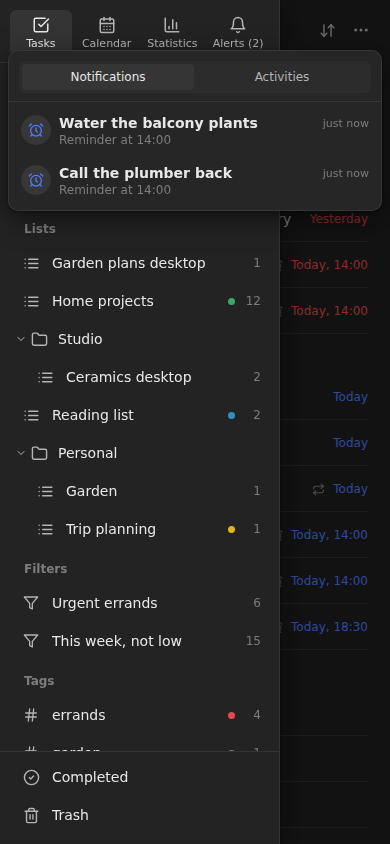 Tasks Calendar Statistics Alerts (2)
Notifications Activities
Water the balcony plants just now
Reminder at 14:00
Call the plumber back just now
Reminder at 14:00
Yesterday
Lists
Garden plans desktop 1
Today, 14:00
Home projects 12
Today, 14:00
Studio
Ceramics desktop 2
Today
Reading list 2
Today
Personal
Garden 1
Today
Trip planning 1
Today, 14:00
Filters
Today, 14:00
Urgent errands 6
Today, 18:30
This week, not low 15
Tags
errands 4
Completed
Trash